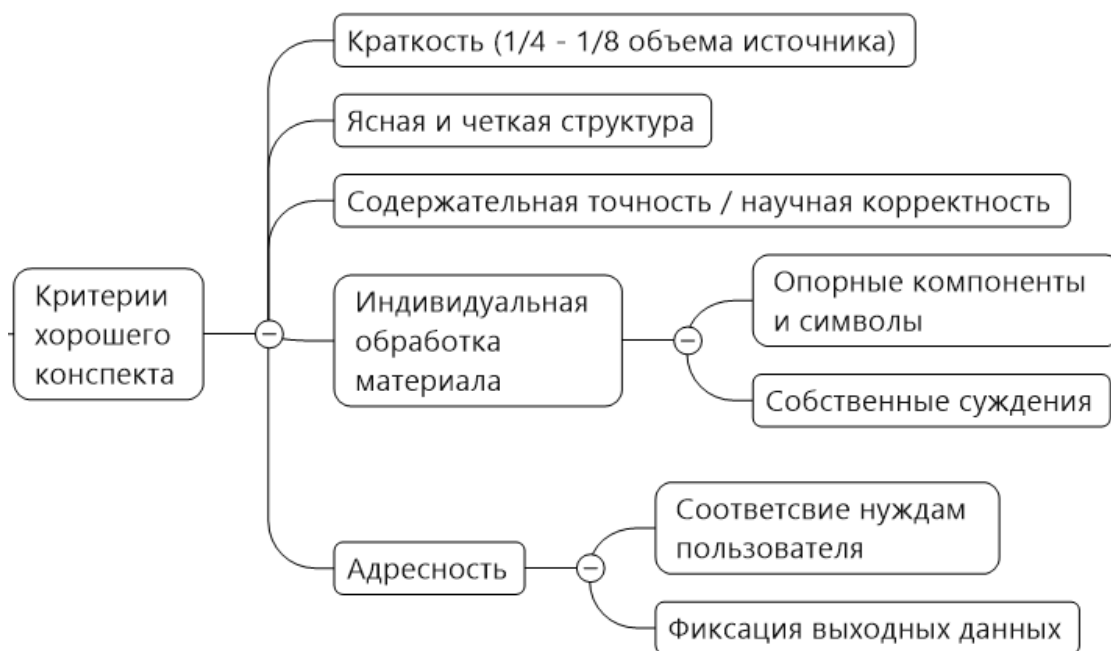 Краткость (1/4 - 1/8 объема источника)
Ясная и четкая структура
Содержательная точность / научная корректность
Критерии
хорошего
конспекта
Индивидуальная
обработка
материала
Опорные компоненты
и символы
Собственные суждения
Адресность
Соответсвие нуждам
пользователя
Фиксация выходных данных